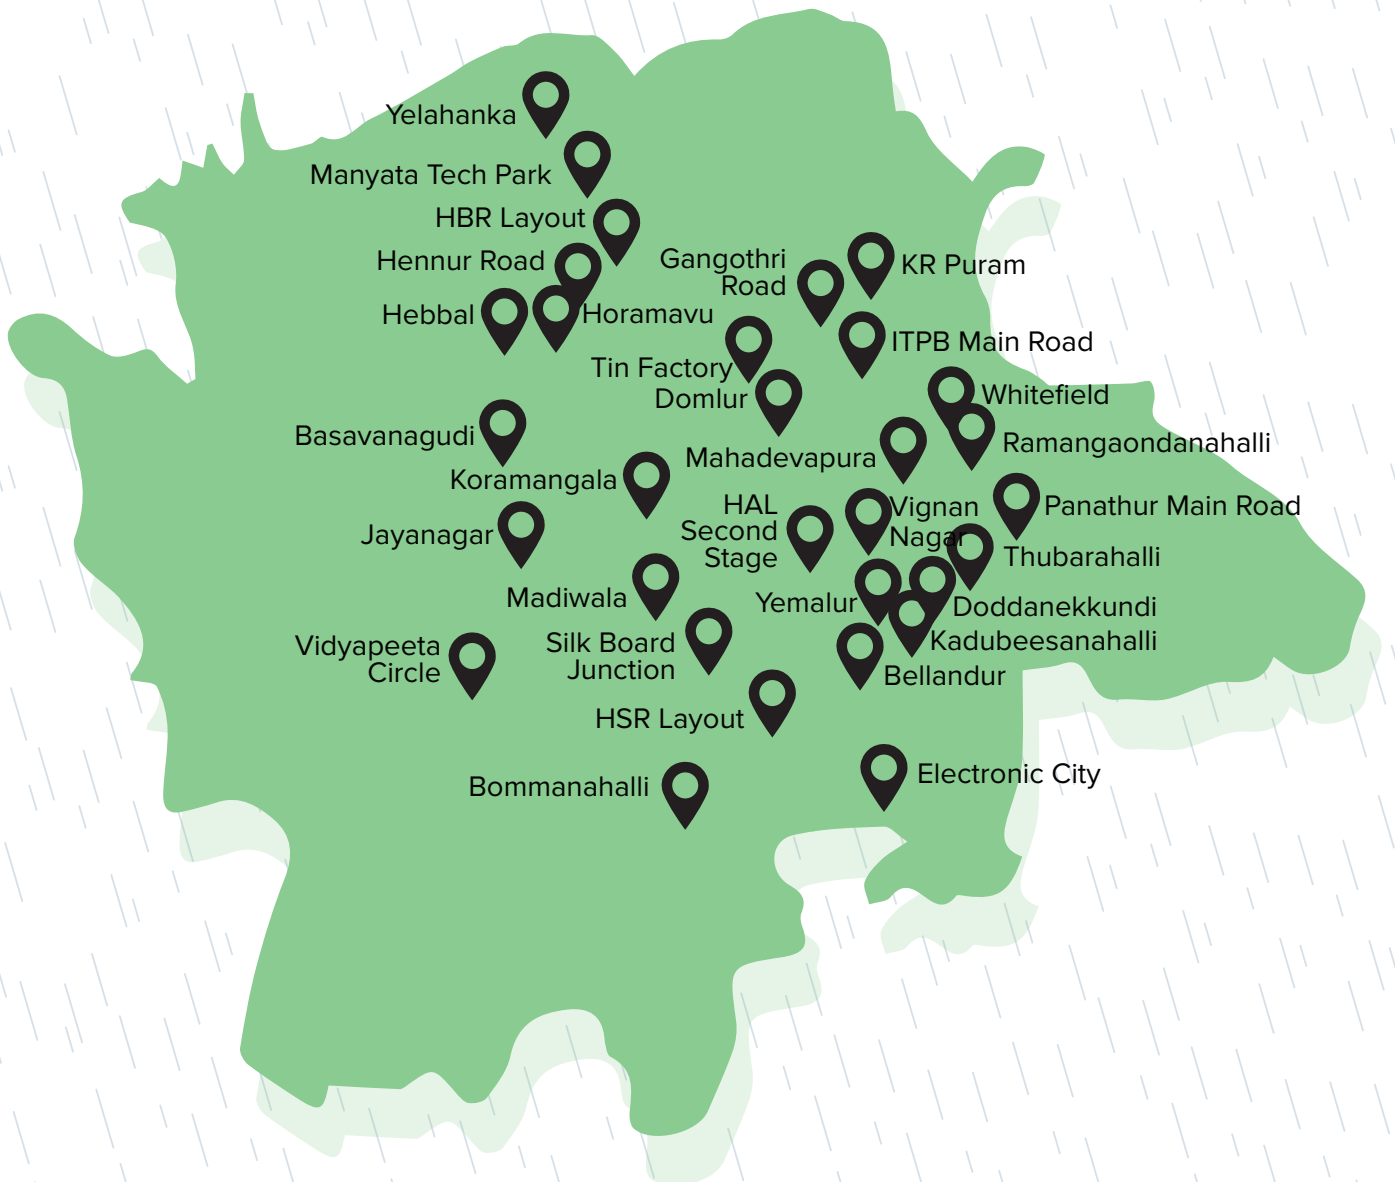 Yelahanka
Manyata Tech Park
HBR Layout
Hennur Road
Gangothri
Road
KR Puram
Hebbal
Horamavu
ITPB Main Road
Tin Factory
Domlur
Whitefield
Basavanagudi
Ramangaondanahalli
Mahadevapura
Koramangala
HAL
Second
Stage
Vignan
Nagar
Panathur Main Road
Jayanagar
Thubarahalli
Madiwala
Yemalur
Doddanekkundi
Vidyapeeta
Circle
Silk Board
Junction
Kadubeesanahalli
Bellandur
HSR Layout
Electronic City
Bommanahalli